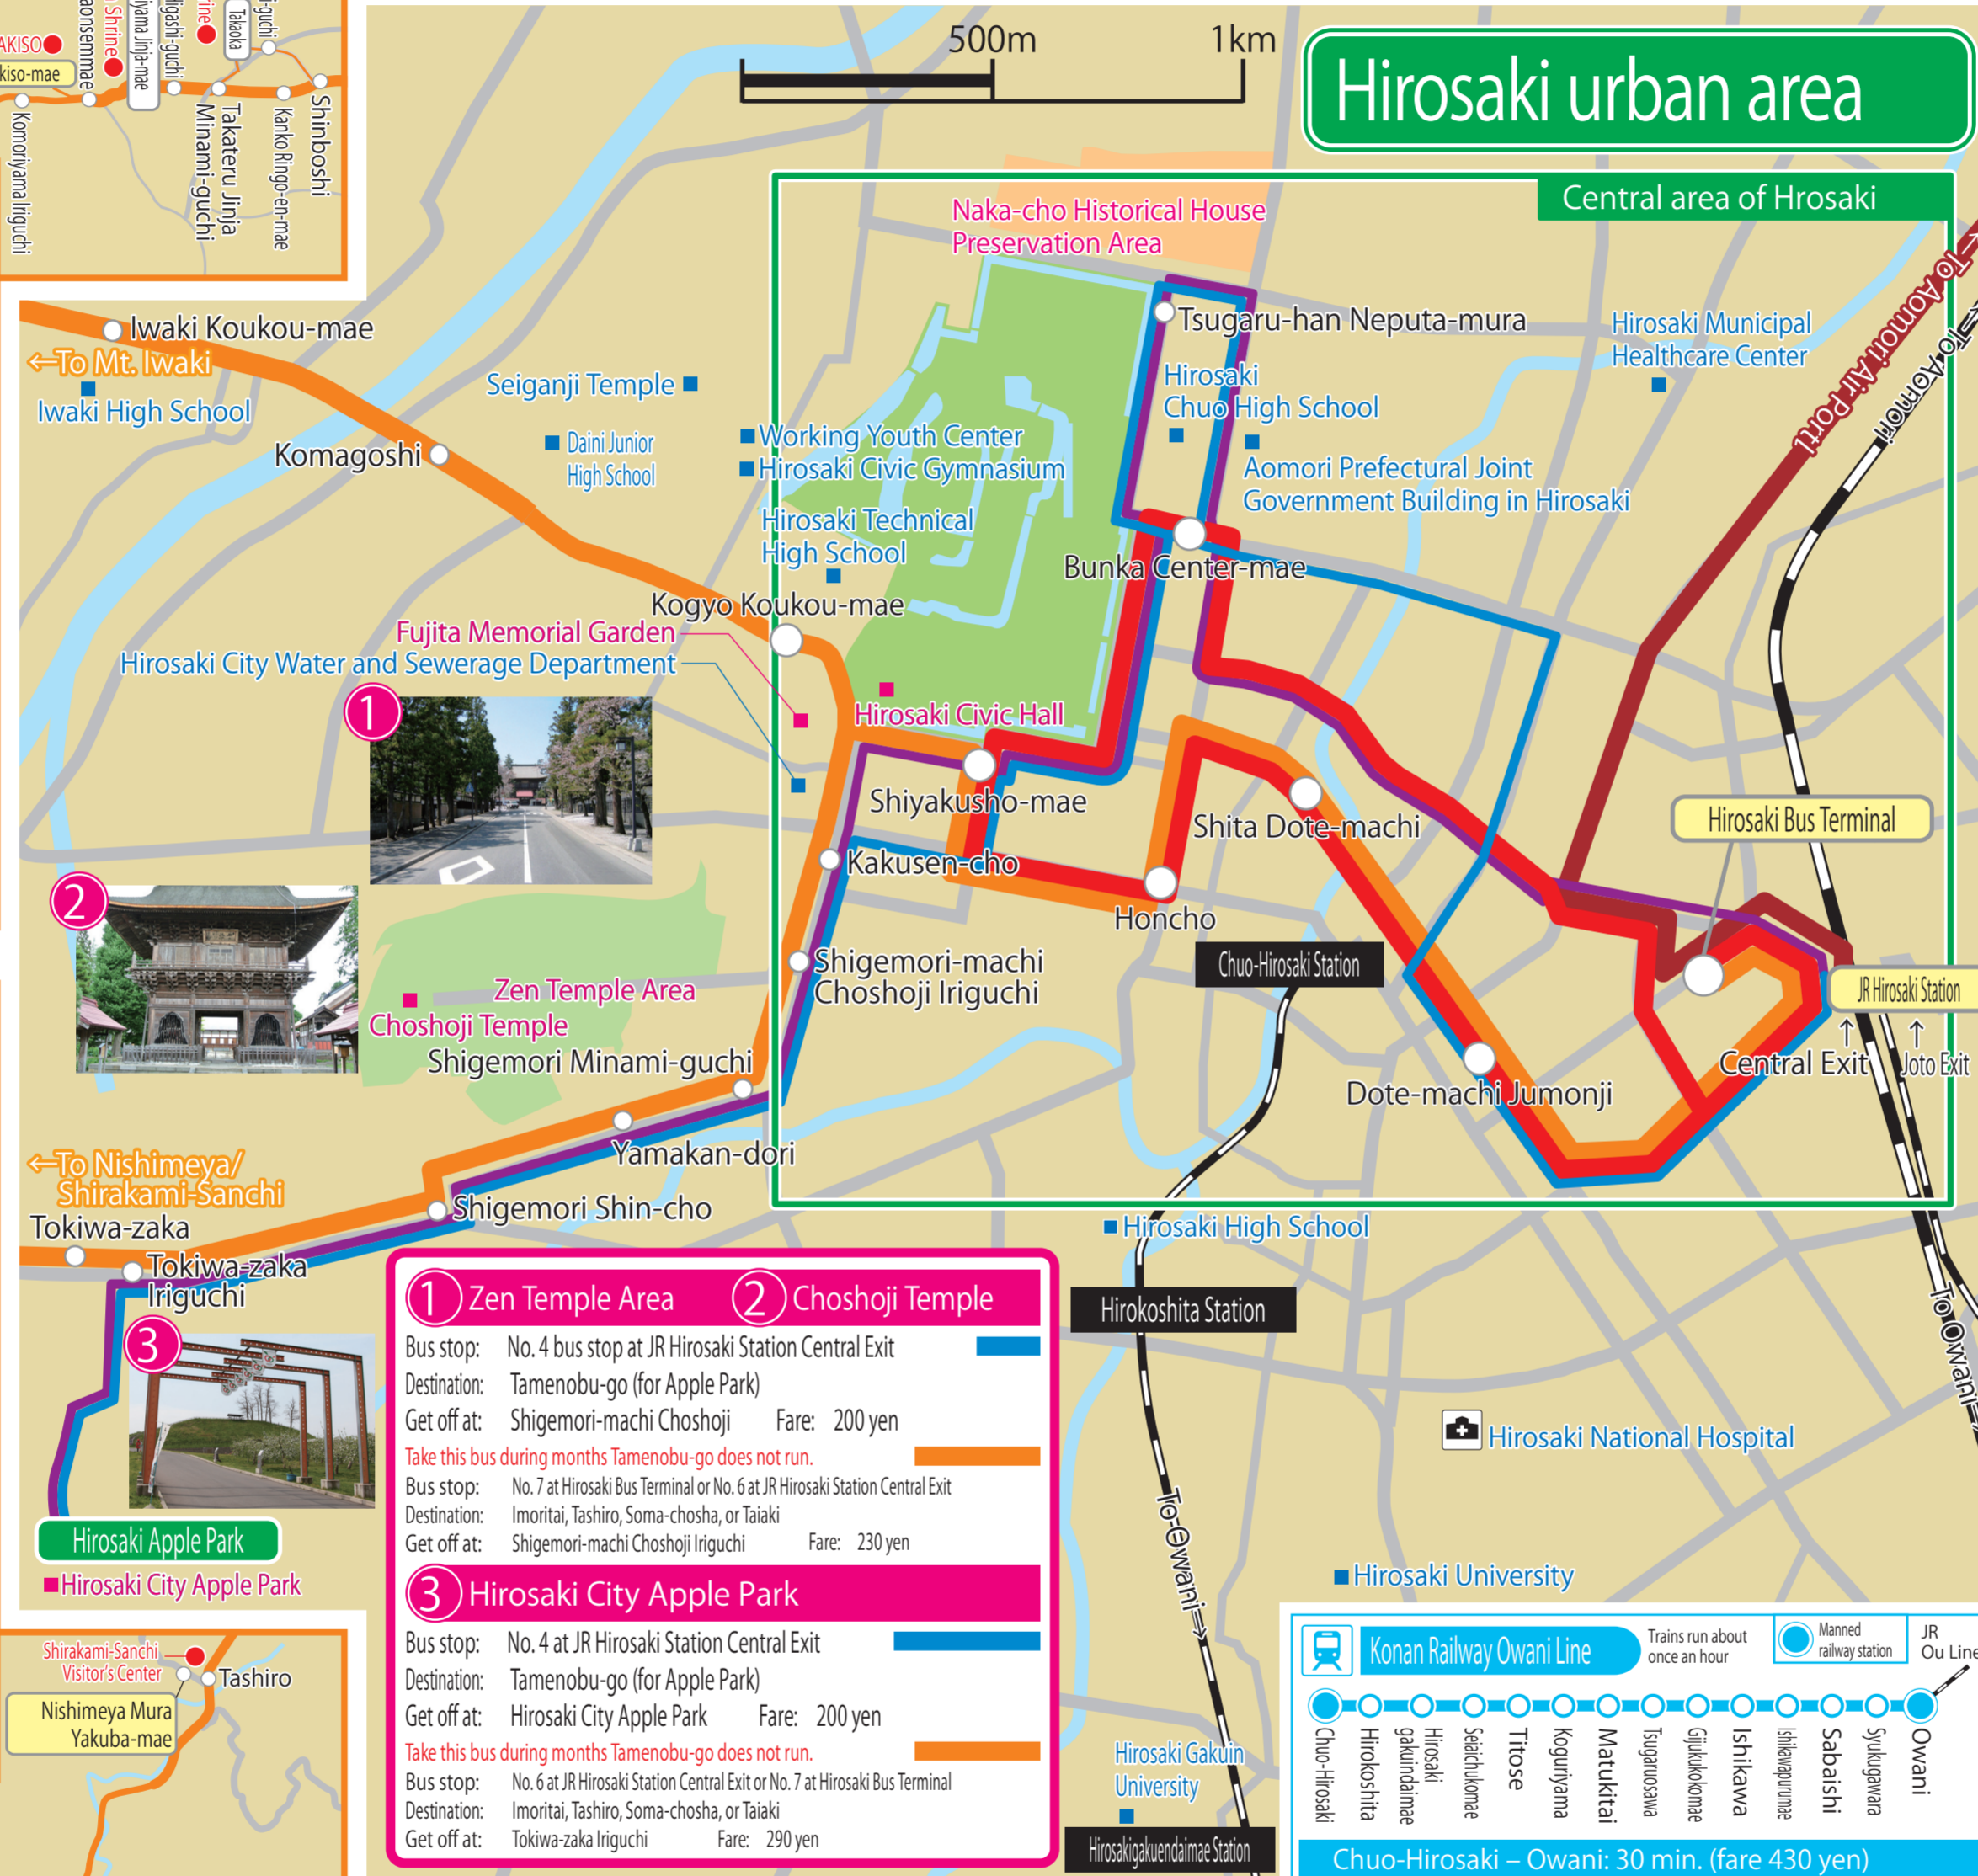 Hirosaki urban area
500m
1km
Central area of Hrosaki
Shinboshi
Kanko Ringo-en-mae
Takateru Jinja
Minami-guchi
Takaoka
Komoriyama Iriguchi
Naka-cho Historical House
Preservation Area
←To Aomori Air Port1
←To Aomori
Iwaki Koukou-mae
←To Mt. Iwaki
Iwaki High School
Komagoshi
Seiganji Temple
Daini Junior
High School
Working Youth Center
Hirosaki Civic Gymnasium
Hirosaki Technical
High School
Kogyo Koukou-mae
Fujita Memorial Garden
Hirosaki City Water and Sewerage Department
Hirosaki Civic Hall
Tsugaru-han Neputa-mura
Hirosaki
Chuo High School
Hirosaki Municipal
Healthcare Center
Aomori Prefectural Joint
Government Building in Hirosaki
Bunka Center-mae
Shiyakusho-mae
Shita Dote-machi
Hirosaki Bus Terminal
Kakusen-cho
Honcho
Chuo-Hirosaki Station
JR Hirosaki Station
↑
Central Exit
↑
Joto Exit
Dote-machi Jumonji
1
2
Zen Temple Area
Choshoji Temple
Shigemori-machi
Choshoji Iriguchi
Shigemori Minami-guchi
Yamakan-dori
Shigemori Shin-cho
←To Nishimeya/
Shirakami-Sanchi
Tokiwa-zaka
Tokiwa-zaka
Iriguchi
3
Hirosaki Apple Park
Hirosaki City Apple Park
1 Zen Temple Area 2 Choshoji Temple
Bus stop: No. 4 bus stop at JR Hirosaki Station Central Exit
Destination: Tamenobu-go (for Apple Park)
Get off at: Shigemori-machi Choshoji Fare: 200 yen
Take this bus during months Tamenobu-go does not run.
Bus stop: No. 7 at Hirosaki Bus Terminal or No. 6 at JR Hirosaki Station Central Exit
Destination: Imoritai, Tashiro, Soma-chosha, or Taiaki
Get off at: Shigemori-machi Choshoji Iriguchi Fare: 230 yen
3 Hirosaki City Apple Park
Bus stop: No. 4 at JR Hirosaki Station Central Exit
Destination: Tamenobu-go (for Apple Park)
Get off at: Hirosaki City Apple Park Fare: 200 yen
Take this bus during months Tamenobu-go does not run.
Bus stop: No. 6 at JR Hirosaki Station Central Exit or No. 7 at Hirosaki Bus Terminal
Destination: Imoritai, Tashiro, Soma-chosha, or Taiaki
Get off at: Tokiwa-zaka Iriguchi Fare: 290 yen
Hirosaki High School
Hirokoshita Station
To Owani→
To Owani→
Hirosaki National Hospital
Hirosaki University
Hirosaki Gakuin
University
Hirosakigakuendaimae Station
Shirakami-Sanchi
Visitor's Center
Tashiro
Nishimeya Mura
Yakuba-mae
Konan Railway Owani Line
Trains run about
once an hour
Manned
railway station
JR
Ou Line
Chuo-Hirosaki
Hirokoshita
Hirosaki
gakuindaimae
Seiaichukomae
Titose
Koguriyama
Matukitai
Tsugaruosawa
Gijukukokomae
Ishikawa
Ishikawapurumae
Sabaishi
Syukugawara
Owani
Chuo-Hirosaki – Owani: 30 min. (fare 430 yen)